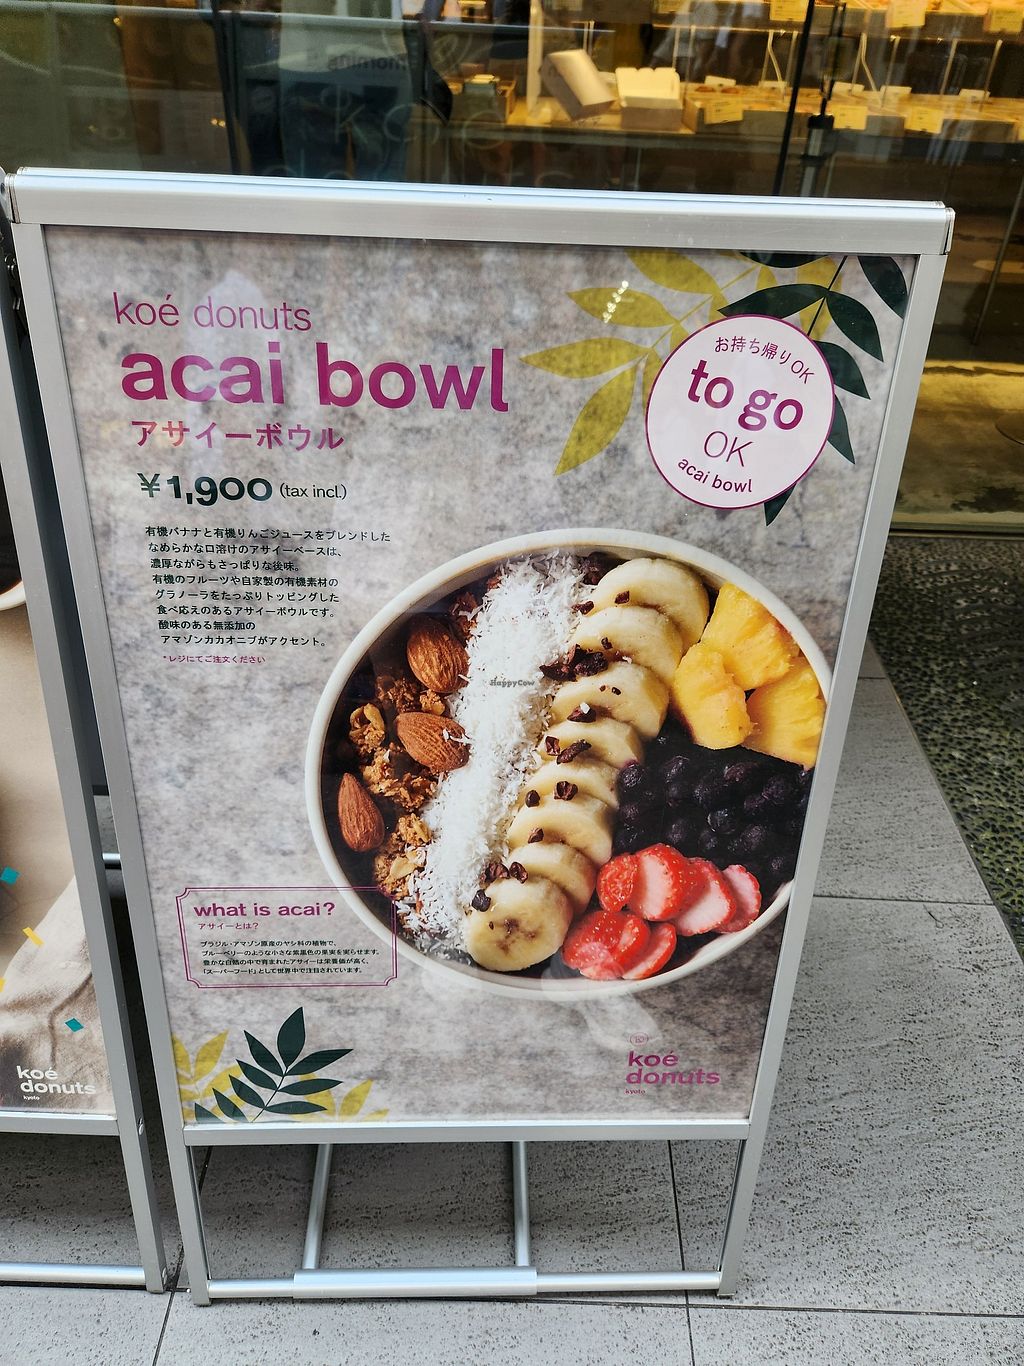 koé donuts
acai bowl
アサイーボウル
¥1,900 (tax incl.)
お持ち帰りOK
to go
OK
acai bowl
有機バナナと有機りんごジュースをブレンドした
なめらかな口溶けのアサイーベースは、
濃厚ながらもさっぱりな後味。
有機のフルーツや自家製の有機素材の
グラノーラをたっぷりトッピングした
食べ応えのあるアサイーボウルです。
酸味のある無添加の
アマゾンカカオニブがアクセント。
*レジにてご注文ください
HappyCow
what is acai?
アサイーとは?
ブラジル・アマゾン原産のヤシ科の植物で、
ブルーベリーのような小さな紫黒色の果実を実らせます。
豊かな自然の中で育まれたアサイーは栄養価が高く、
「スーパーフード」として世界中で注目されています。
koé
donuts
kyoto
koé
donuts
kyoto